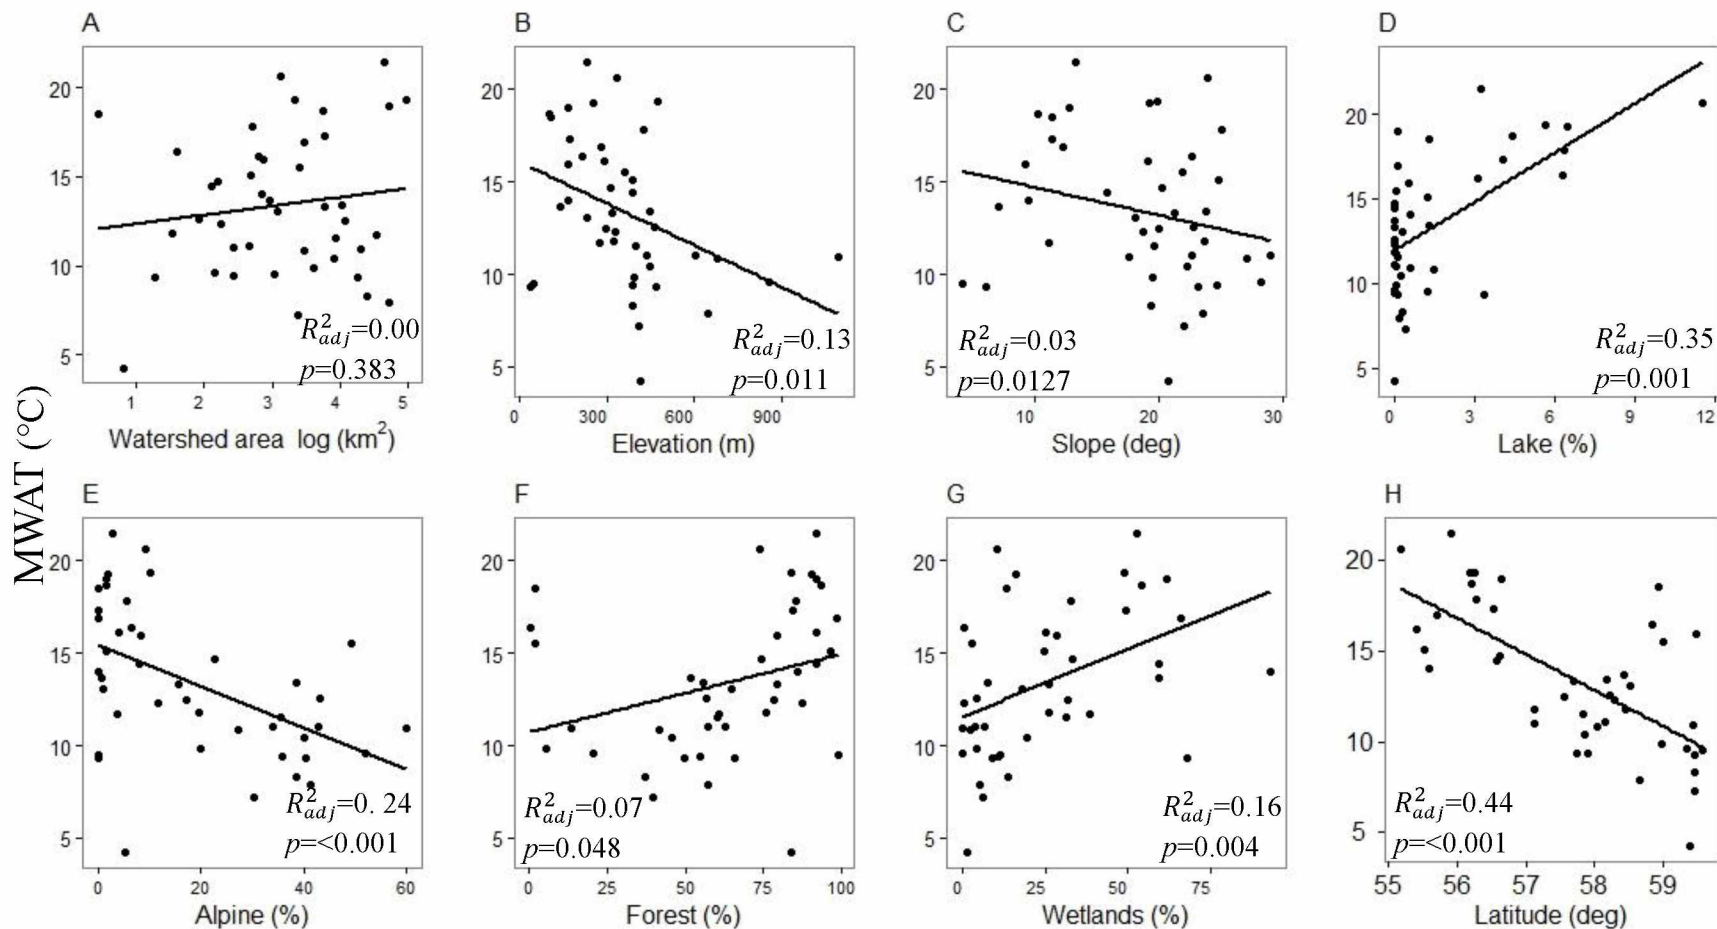 A
20
15
10
5
R²adj=0.00
p=0.383
1 2 3 4 5
Watershed area log (km²)
B
20
15
10
5
R²adj=0.13
p=0.011
0 300 600 900
Elevation (m)
C
20
15
10
5
R²adj=0.03
p=0.0127
10 20 30
Slope (deg)
D
20
15
10
5
R²adj=0.35
p=0.001
0 3 6 9 12
Lake (%)
MWAT (°C)
E
20
15
10
5
R²adj=0. 24
p=<0.001
0 20 40 60
Alpine (%)
F
20
15
10
5
R²adj=0.07
p=0.048
0 25 50 75 100
Forest (%)
G
20
15
10
5
R²adj=0.16
p=0.004
0 25 50 75
Wetlands (%)
H
20
15
10
5
R²adj=0.44
p=<0.001
55 56 57 58 59
Latitude (deg)